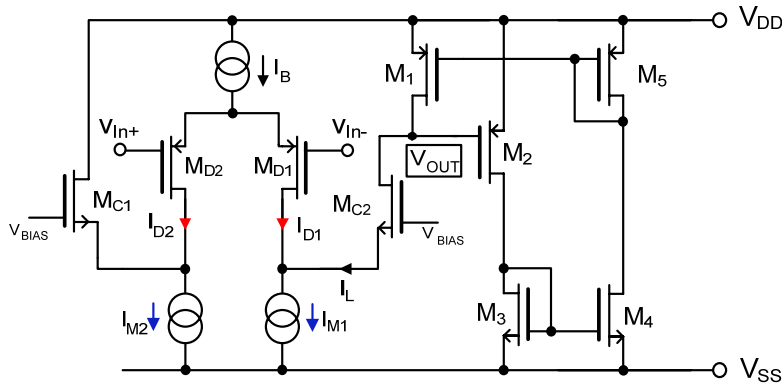 V_DD
I_B
M_1
M_5
V_In+
V_In-
M_D2
M_D1
V_OUT
M_2
M_C1
M_C2
V_BIAS
V_BIAS
I_D2
I_D1
I_L
I_M2
I_M1
M_3
M_4
V_SS